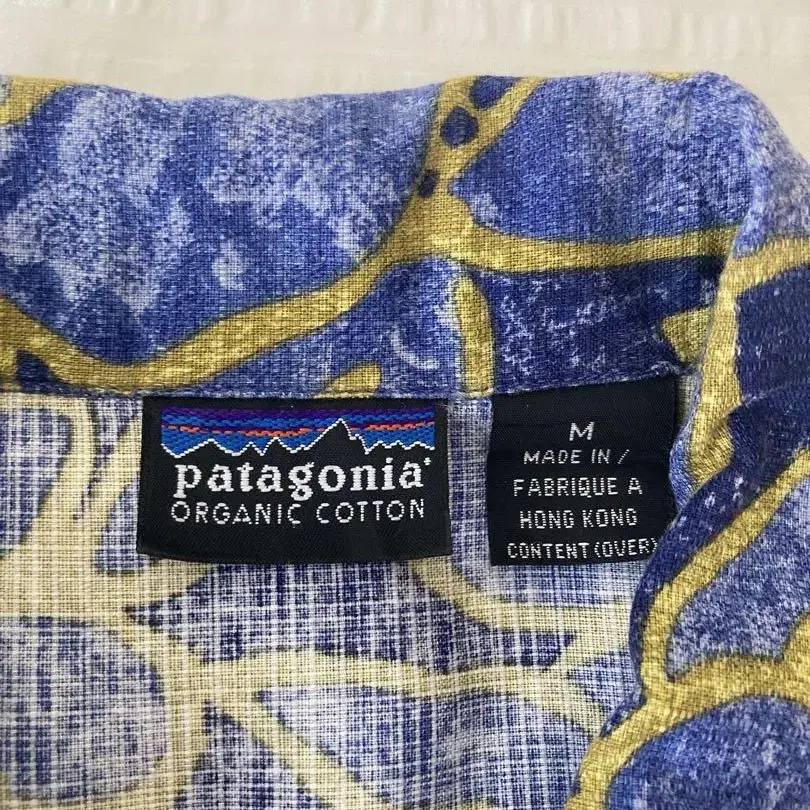 patagonia®
ORGANIC COTTON
M
MADE IN /
FABRIQUE A
HONG KONG
CONTENT (OVER)